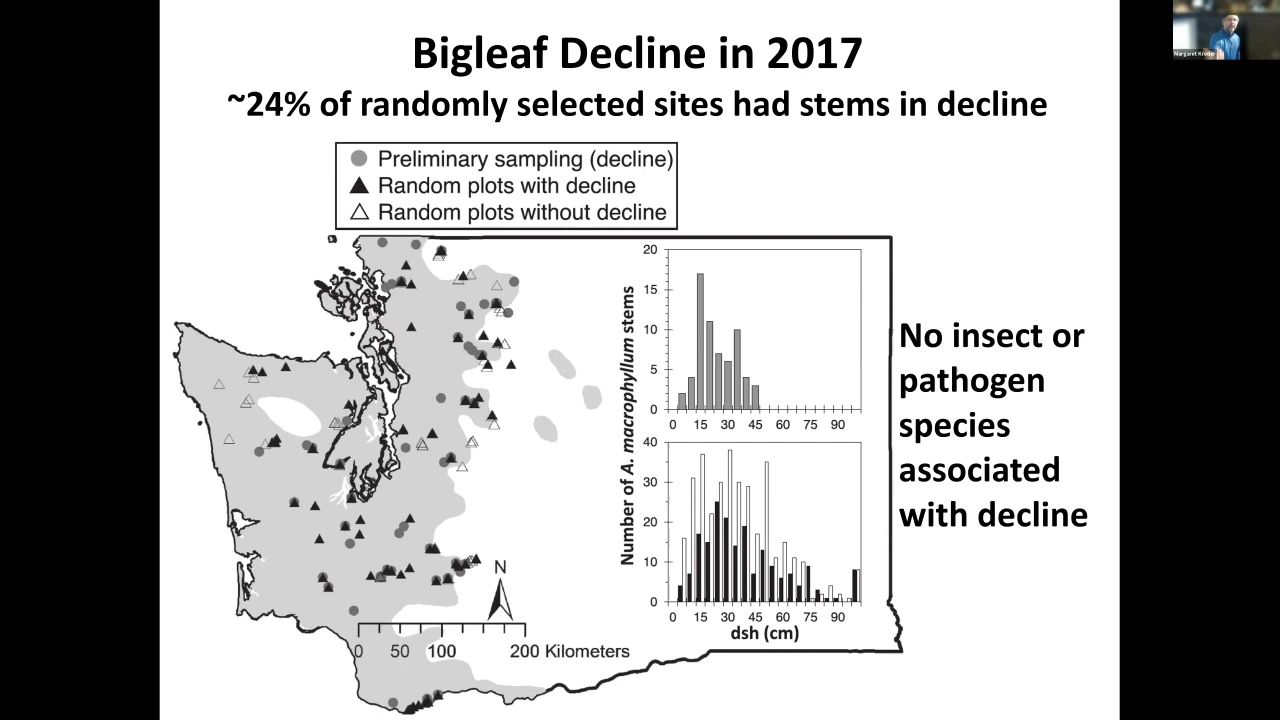 Bigleaf Decline in 2017
~24% of randomly selected sites had stems in decline
Preliminary sampling (decline)
Random plots with decline
Random plots without decline
No insect or
pathogen
species
associated
with decline
Number of A. macrophyllum stems
20
15
10
5
0
0 15 30 45 60 75 90
40
30
20
10
0
0 15 30 45 60 75 90
dsh (cm)
N
0 50 100 200 Kilometers
Margaret